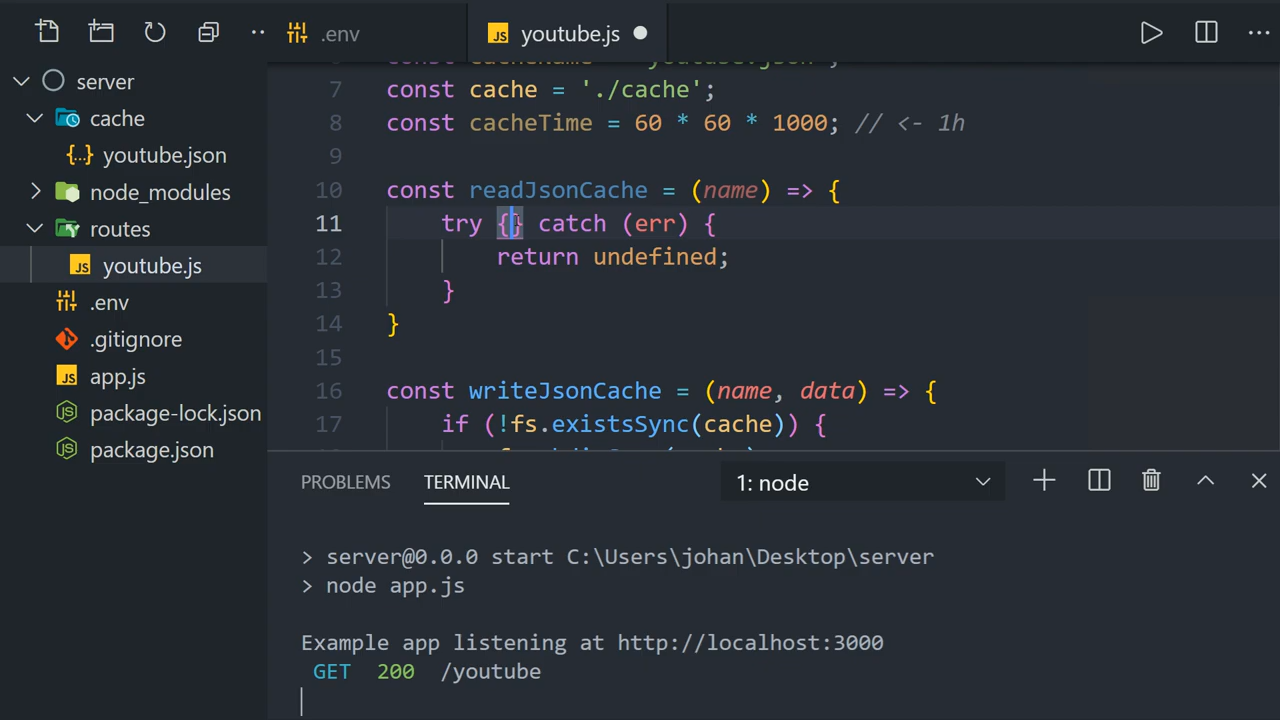 .env
JS youtube.js
server
cache
{..} youtube.json
node_modules
routes
JS youtube.js
.env
.gitignore
JS app.js
package-lock.json
package.json
7 const cache = './cache';
8 const cacheTime = 60 * 60 * 1000; // <- 1h
9
10 const readJsonCache = (name) => {
11 try {} catch (err) {
12 return undefined;
13 }
14 }
15
16 const writeJsonCache = (name, data) => {
17 if (!fs.existsSync(cache)) {
PROBLEMS TERMINAL 1: node
> server@0.0.0 start C:\Users\johan\Desktop\server
> node app.js
Example app listening at http://localhost:3000
GET 200 /youtube